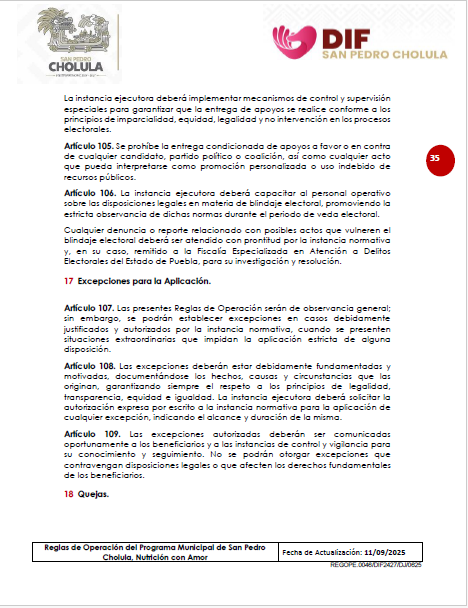 SAN PEDRO
CHOLULA
DIF
SAN PEDRO CHOLULA
La instancia ejecutora deberá implementar mecanismos de control y supervisión
especiales para garantizar que la entrega de apoyos se realice conforme a los
principios de imparcialidad, equidad, legalidad y no intervención en los procesos
electorales.
35
Artículo 105. Se prohíbe la entrega condicionada de apoyos a favor o en contra
de cualquier candidato, partido político o coalición, así como cualquier acto
que pueda interpretarse como promoción personalizada o uso indebido de
recursos públicos.
Artículo 106. La instancia ejecutora deberá capacitar al personal operativo
sobre las disposiciones legales en materia de blindaje electoral, promoviendo la
estricta observancia de dichas normas durante el periodo de veda electoral.
Cualquier denuncia o reporte relacionado con posibles actos que vulneren el
blindaje electoral deberá ser atendido con prontitud por la instancia normativa
y, en su caso, remitido a la Fiscalía Especializada en Atención a Delitos
Electorales del Estado de Puebla, para su investigación y resolución.
17 Excepciones para la Aplicación.
Artículo 107. Las presentes Reglas de Operación serán de observancia general;
sin embargo, se podrán establecer excepciones en casos debidamente
justificados y autorizados por la instancia normativa, cuando se presenten
situaciones extraordinarias que impidan la aplicación estricta de alguna
disposición.
Artículo 108. Las excepciones deberán estar debidamente fundamentadas y
motivadas, documentándose los hechos, causas y circunstancias que las
originan, garantizando siempre el respeto a los principios de legalidad,
transparencia, equidad e igualdad. La instancia ejecutora deberá solicitar la
autorización expresa por escrito a la instancia normativa para la aplicación de
cualquier excepción, indicando el alcance y duración de la misma.
Artículo 109. Las excepciones autorizadas deberán ser comunicadas
oportunamente a los beneficiarios y a las instancias de control y vigilancia para
su conocimiento y seguimiento. No se podrán otorgar excepciones que
contravengan disposiciones legales o que afecten los derechos fundamentales
de los beneficiarios.
18 Quejas.
Reglas de Operación del Programa Municipal de San Pedro
Cholula, Nutrición con Amor
Fecha de Actualización: 11/09/2025
REGOPE.0046/DIF2427/DJ/0625